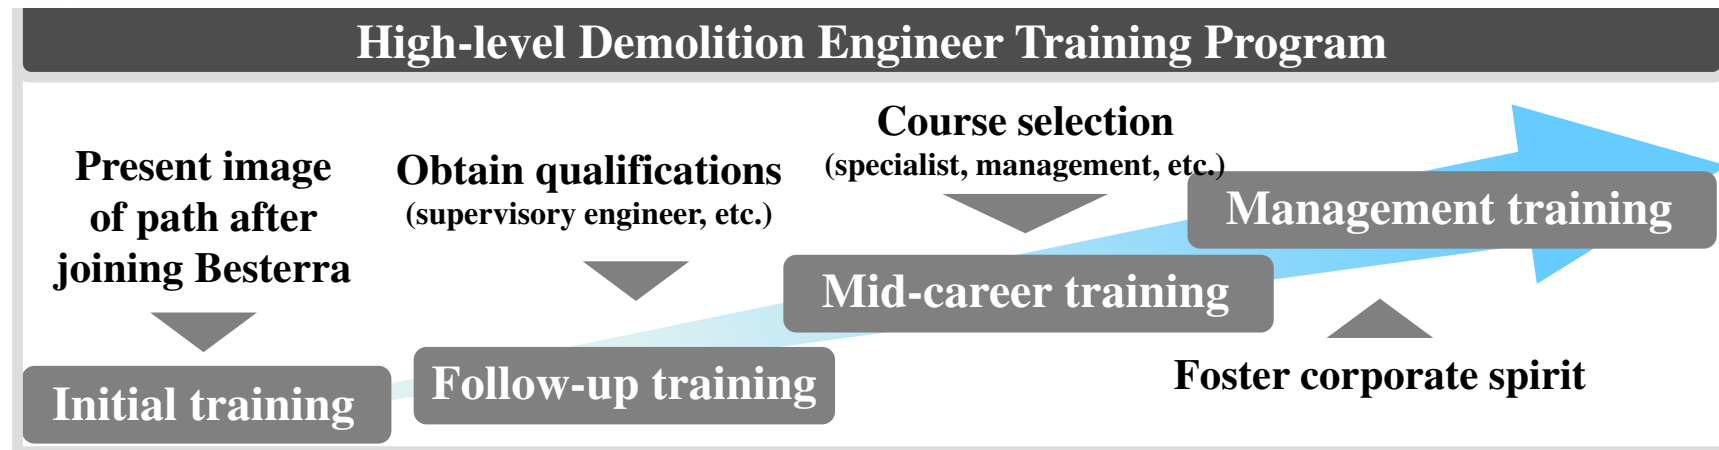 High-level Demolition Engineer Training Program
Present image
of path after
joining Besterra
Initial training
Obtain qualifications
(supervisory engineer, etc.)
Follow-up training
Course selection
(specialist, management, etc.)
Mid-career training
Management training
Foster corporate spirit